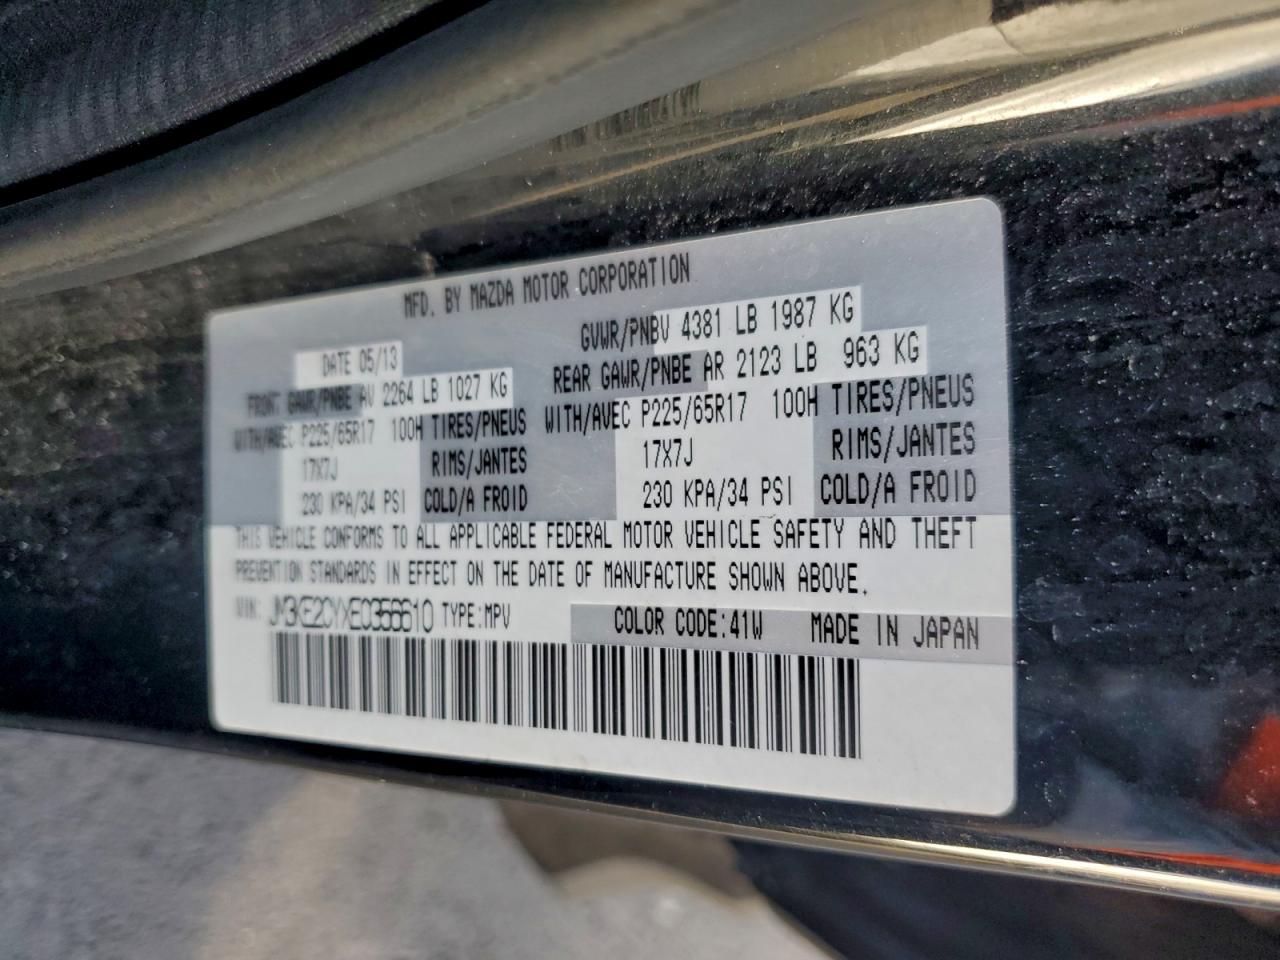 MFD. BY MAZDA MOTOR CORPORATION
DATE 05/13
GVWR/PNBV 4381 LB 1987 KG
FRONT GAWR/PNBE AV 2264 LB 1027 KG
REAR GAWR/PNBE AR 2123 LB 963 KG
WITH/AVEC P225/65R17 100H TIRES/PNEUS
WITH/AVEC P225/65R17 100H TIRES/PNEUS
17X7J RIMS/JANTES
17X7J RIMS/JANTES
230 KPA/34 PSI COLD/A FROID
230 KPA/34 PSI COLD/A FROID
THIS VEHICLE CONFORMS TO ALL APPLICABLE FEDERAL MOTOR VEHICLE SAFETY AND THEFT
PREVENTION STANDARDS IN EFFECT ON THE DATE OF MANUFACTURE SHOWN ABOVE.
VIN: JM3KE2CYXE0356610 TYPE:MPV COLOR CODE:41W MADE IN JAPAN